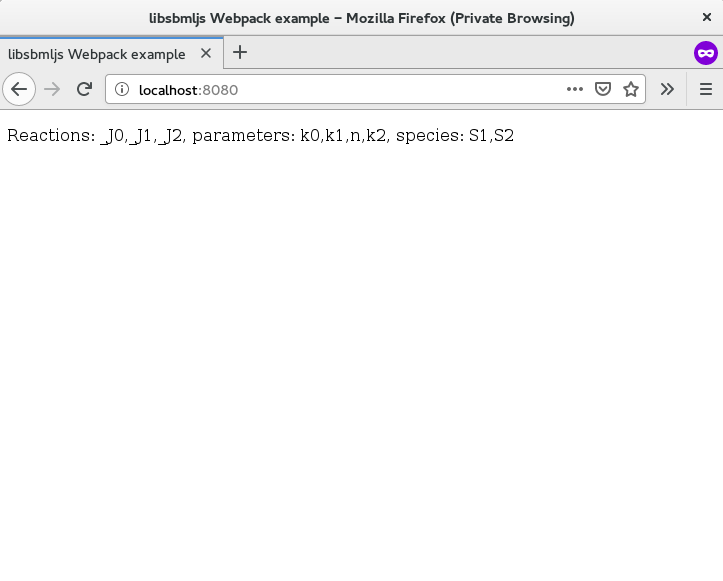 libsbmljs Webpack example – Mozilla Firefox (Private Browsing)
libsbmljs Webpack example
localhost:8080
Reactions: _J0,_J1,_J2, parameters: k0,k1,n,k2, species: S1,S2